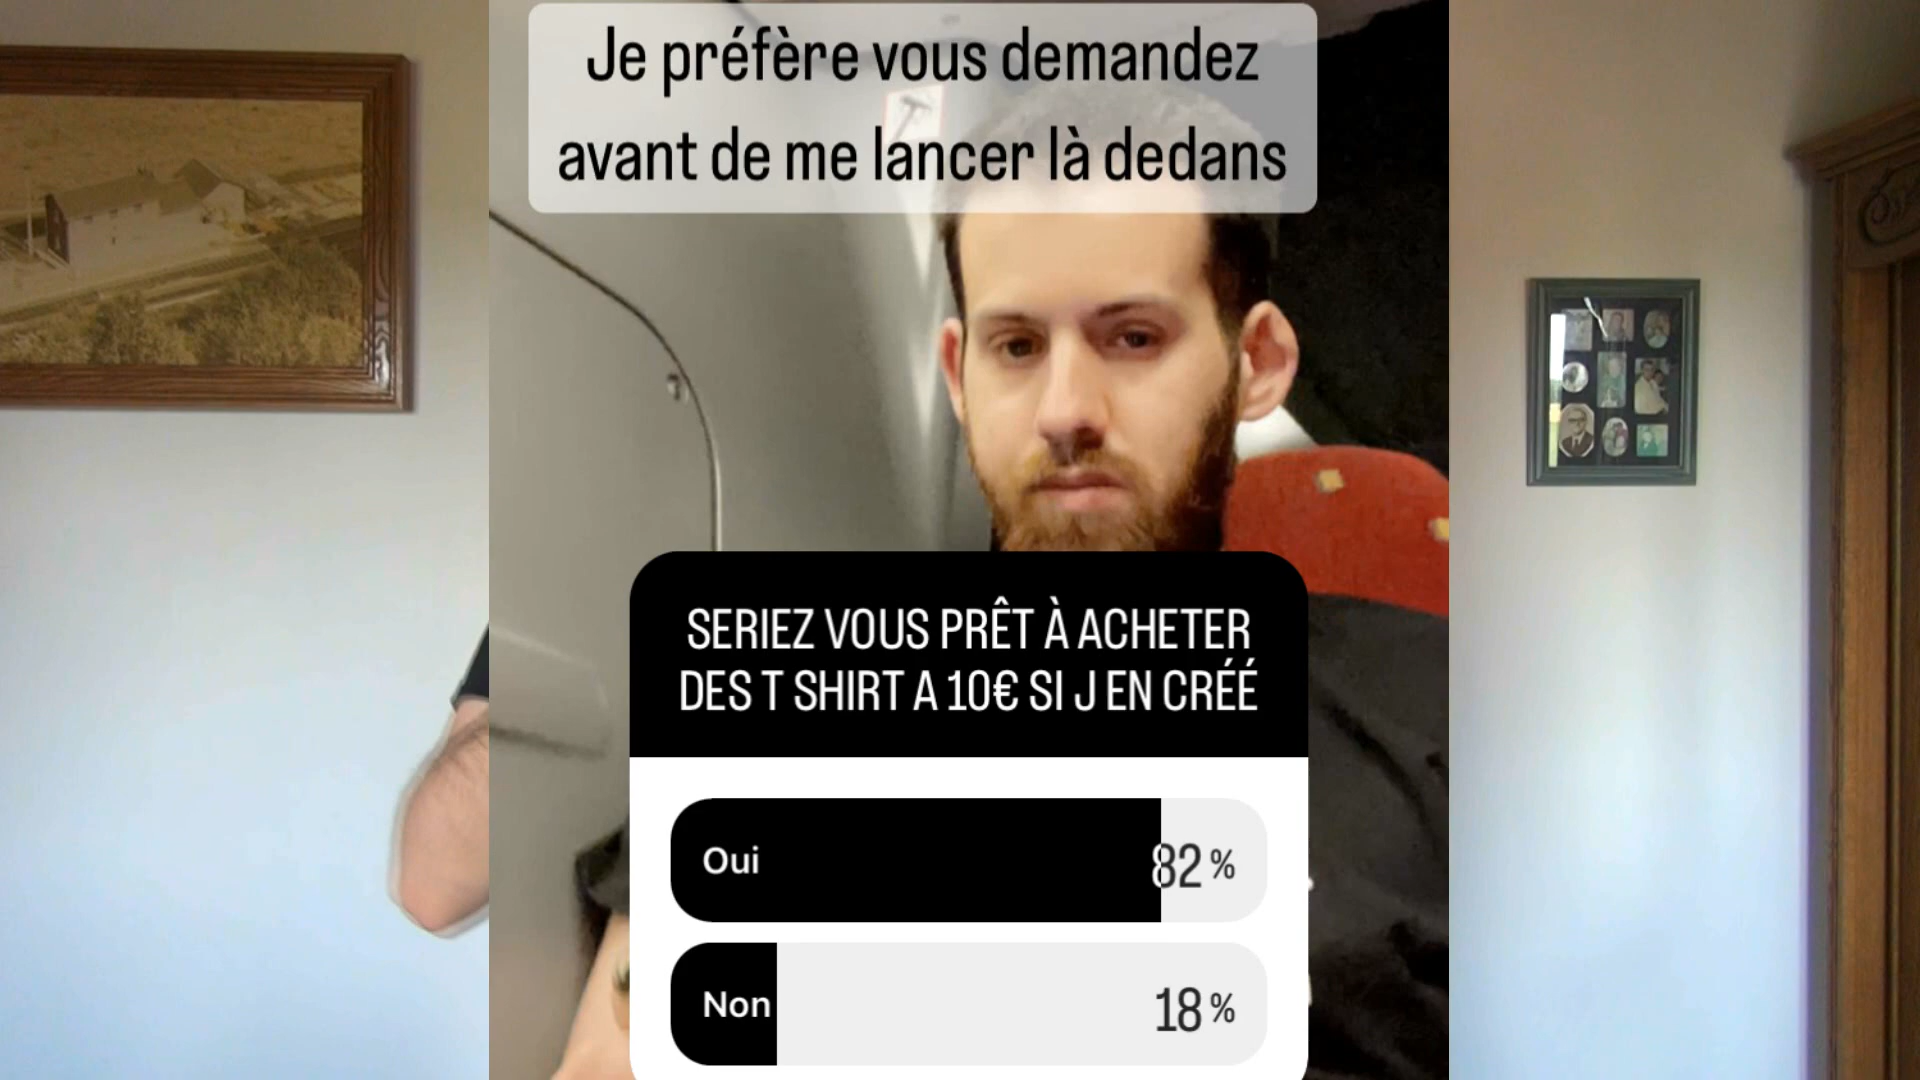 Je préfère vous demandez
avant de me lancer là dedans
SERIEZ VOUS PRÊT À ACHETER
DES T SHIRT A 10€ SI J EN CRÉÉ
Oui
82%
Non
18%